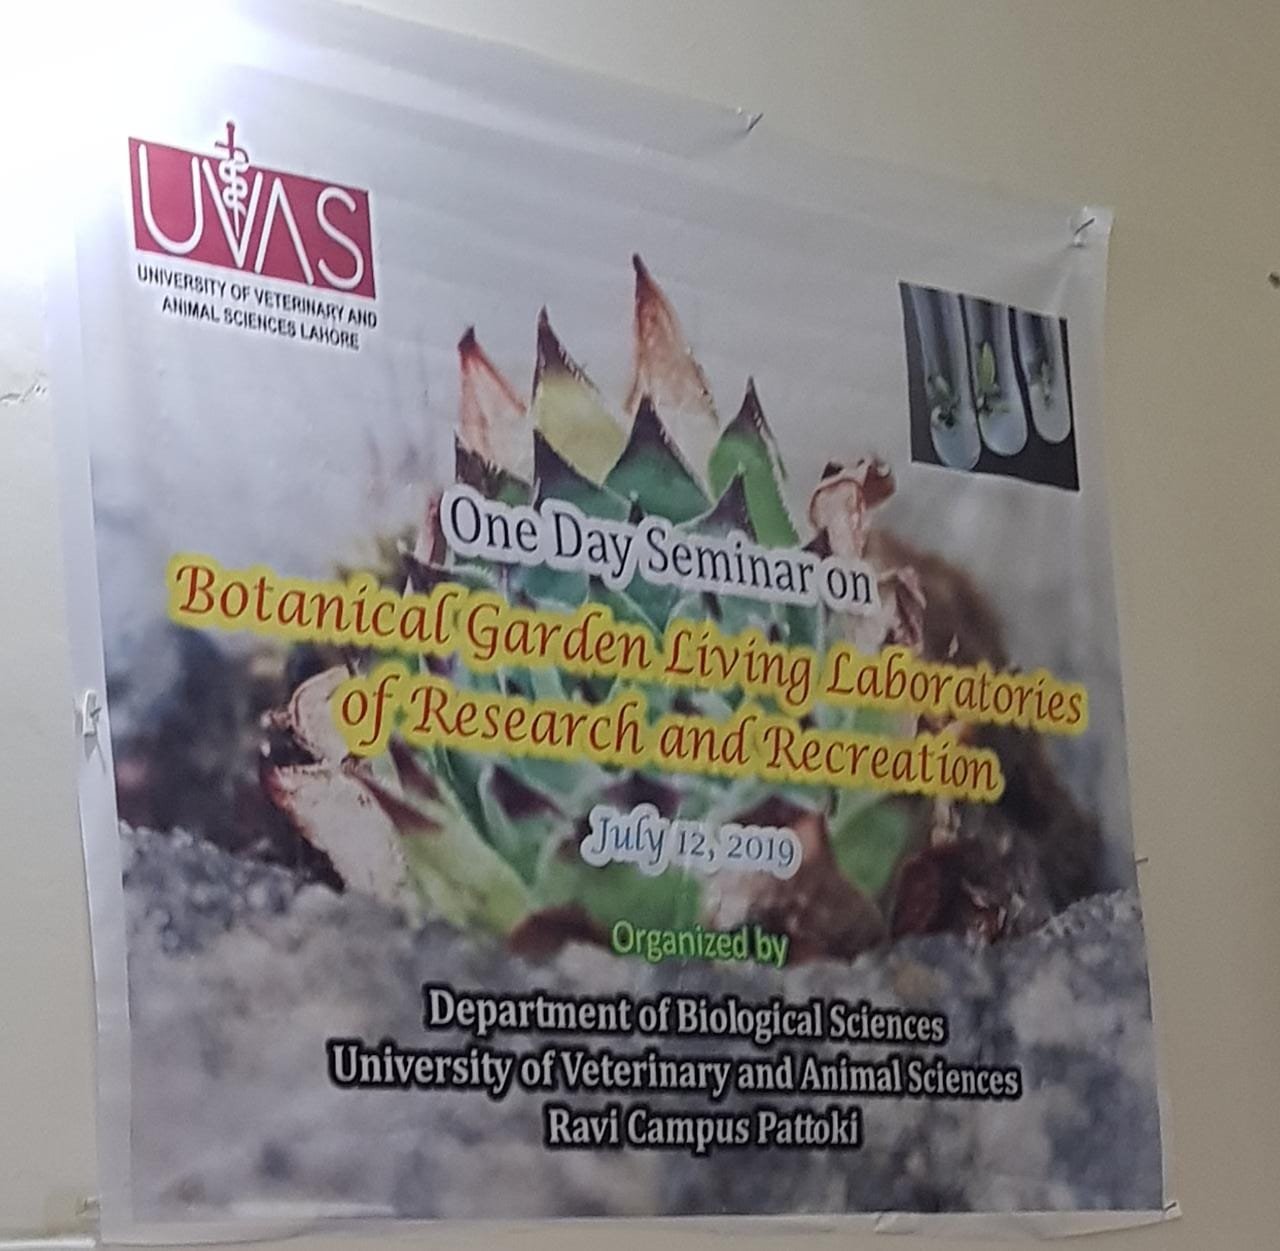 UVAS
UNIVERSITY OF VETERINARY AND
ANIMAL SCIENCES LAHORE
One Day Seminar on
Botanical Garden Living Laboratories
of Research and Recreation
July 12, 2019
Organized by
Department of Biological Sciences
University of Veterinary and Animal Sciences
Ravi Campus Pattoki